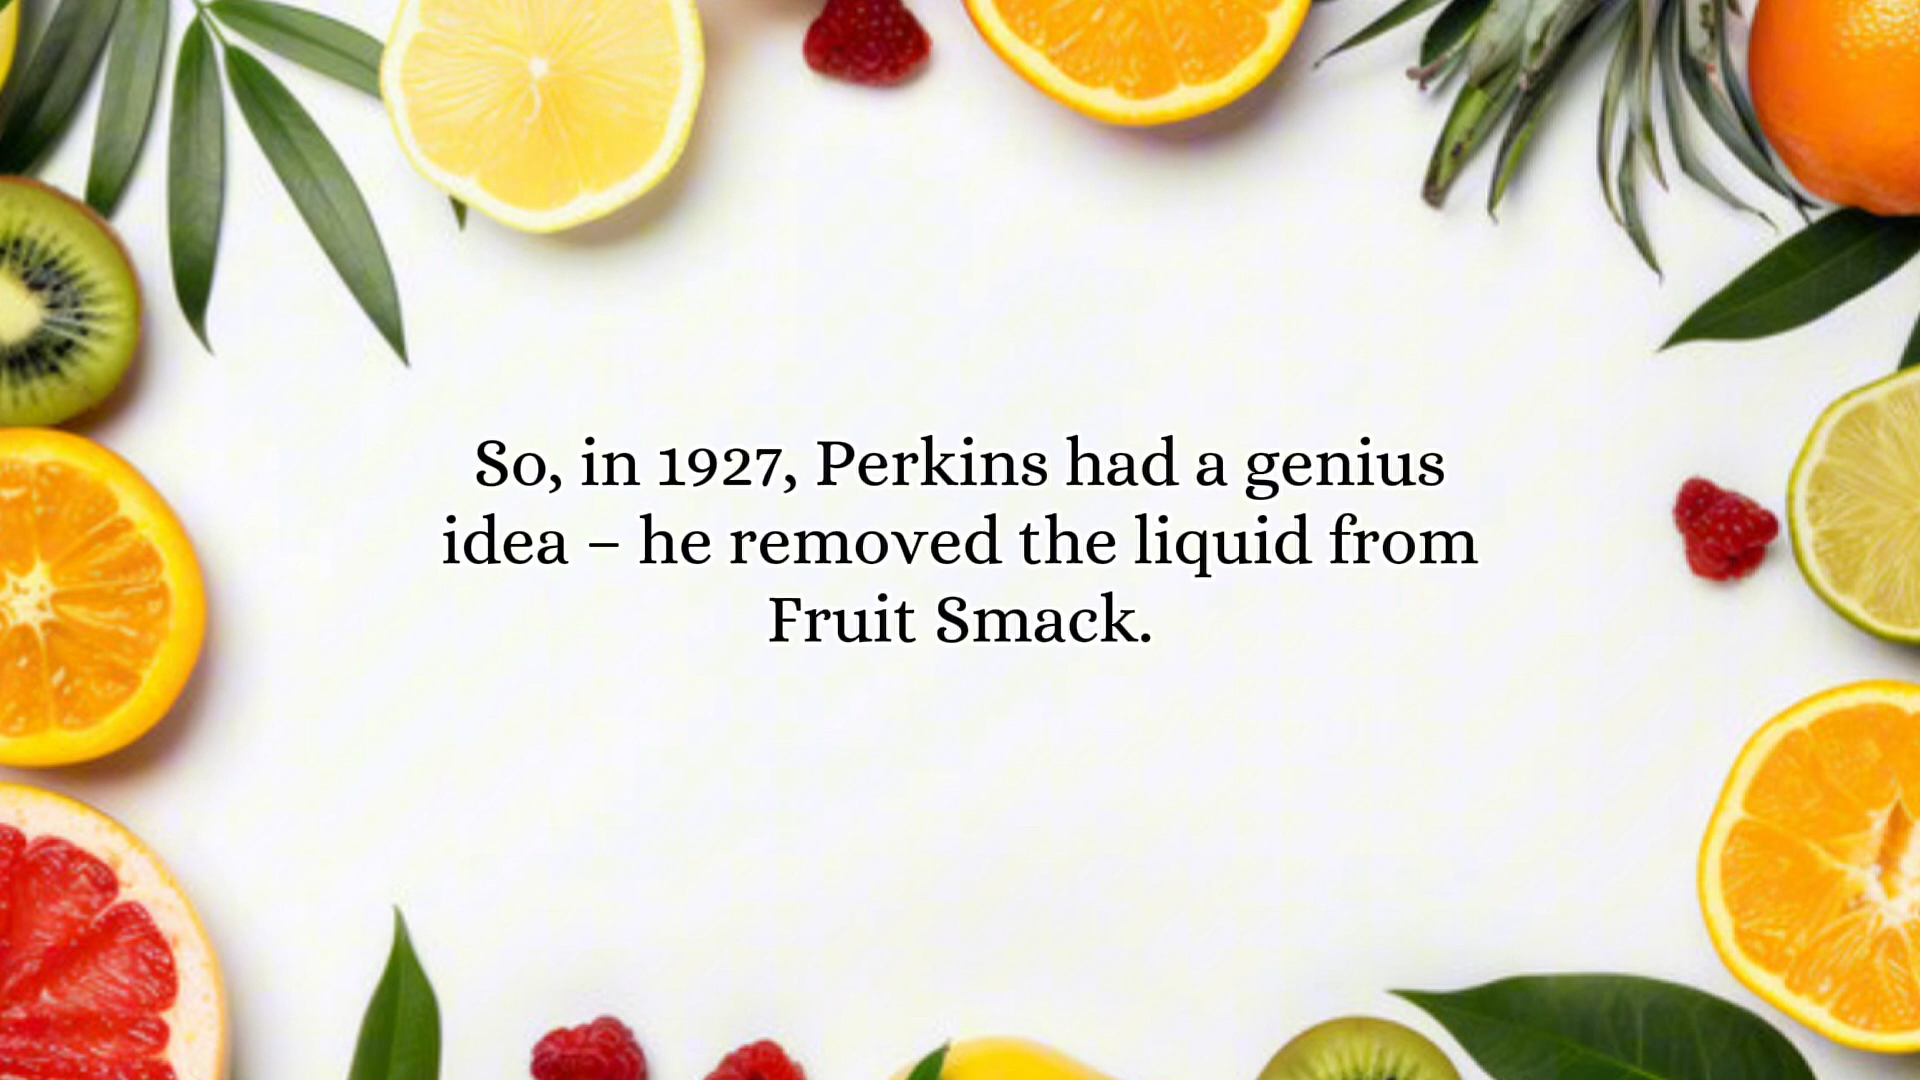 So, in 1927, Perkins had a genius
idea – he removed the liquid from
Fruit Smack.